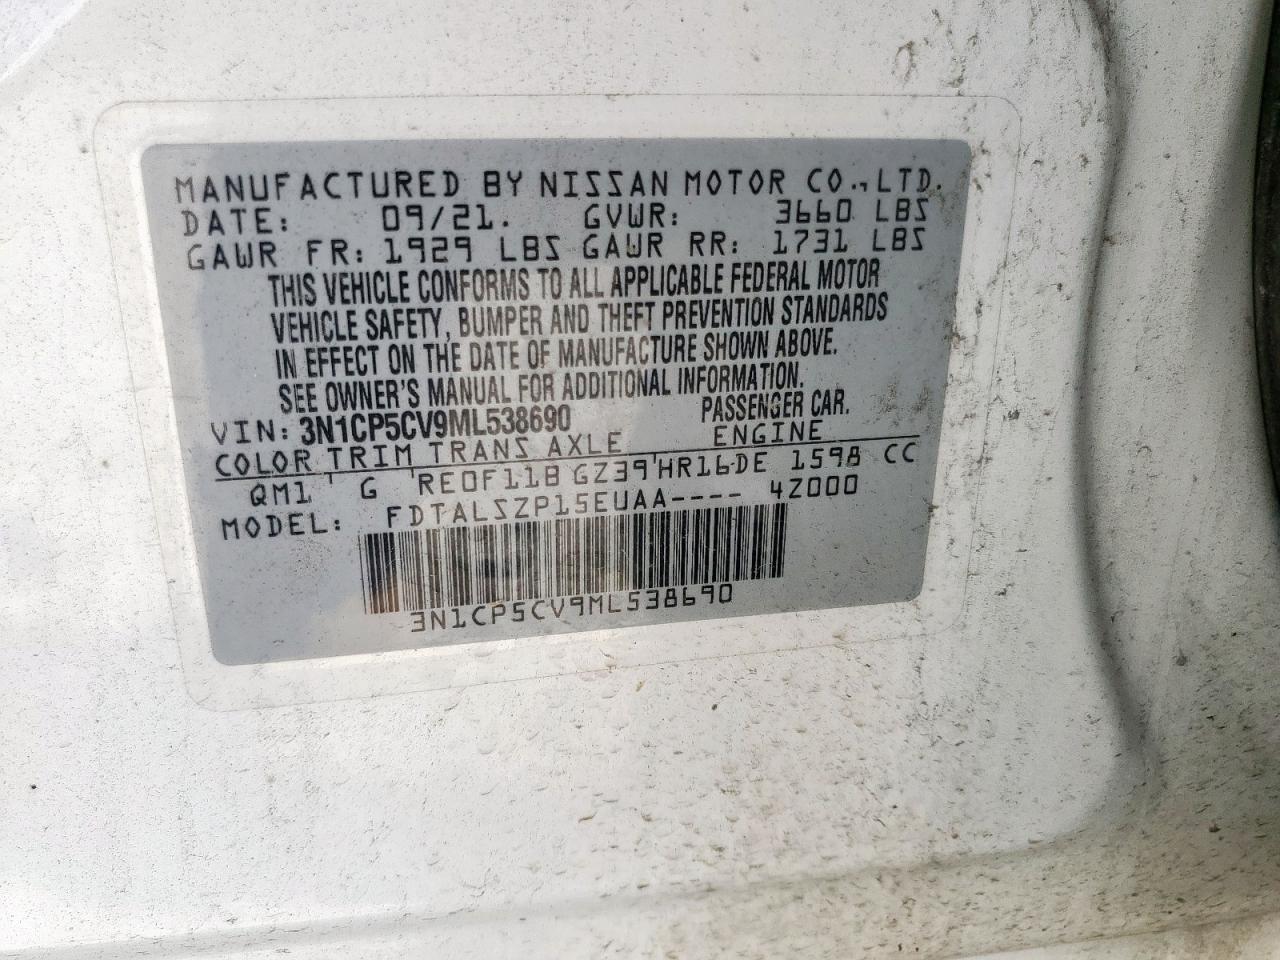 MANUFACTURED BY NISSAN MOTOR CO., LTD.
DATE: 09/21. GVWR: 3660 LBS
GAWR FR: 1929 LBS GAWR RR: 1731 LBS
THIS VEHICLE CONFORMS TO ALL APPLICABLE FEDERAL MOTOR
VEHICLE SAFETY, BUMPER AND THEFT PREVENTION STANDARDS
IN EFFECT ON THE DATE OF MANUFACTURE SHOWN ABOVE.
SEE OWNER'S MANUAL FOR ADDITIONAL INFORMATION.
VIN: 3N1CP5CV9ML538690 PASSENGER CAR.
COLOR TRIM TRANS AXLE ENGINE
QM1 G RE0F11B GZ39 HR16DE 1598 CC
MODEL: FDTALSZP15EUAA---- 42000
3N1CP5CV9ML538690